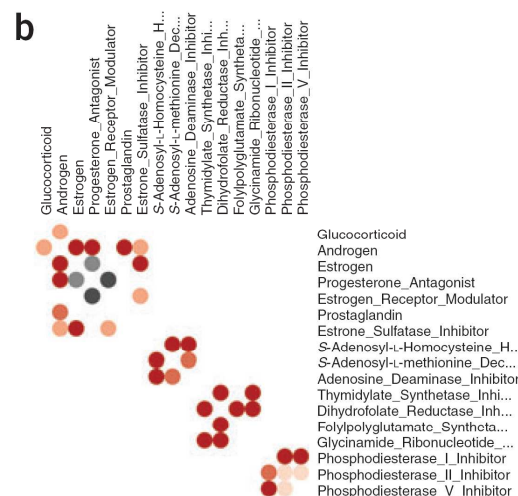 b
Glucocorticoid
Androgen
Estrogen
Progesterone_Antagonist
Estrogen_Receptor_Modulator
Prostaglandin
Estrone_Sulfatase_Inhibitor
S-Adenosyl-L-Homocysteine_H...
S-Adenosyl-L-methionine_Dec...
Adenosine_Deaminase_Inhibitor
Thymidylate_Synthetase_Inhi...
Dihydrofolate_Reductase_Inh...
Folylpolyglutamate_Syntheta...
Glycinamide_Ribonucleotide_...
Phosphodiesterase_I_Inhibitor
Phosphodiesterase_II_Inhibitor
Phosphodiesterase_V_Inhibitor
Glucocorticoid
Androgen
Estrogen
Progesterone_Antagonist
Estrogen_Receptor_Modulator
Prostaglandin
Estrone_Sulfatase_Inhibitor
S-Adenosyl-L-Homocysteine_H...
S-Adenosyl-L-methionine_Dec...
Adenosine_Deaminase_Inhibitor
Thymidylate_Synthetase_Inhi...
Dihydrofolate_Reductase_Inh...
Folylpolyglutamate_Syntheta...
Glycinamide_Ribonucleotide_...
Phosphodiesterase_I_Inhibitor
Phosphodiesterase_II_Inhibitor
Phosphodiesterase_V_Inhibitor